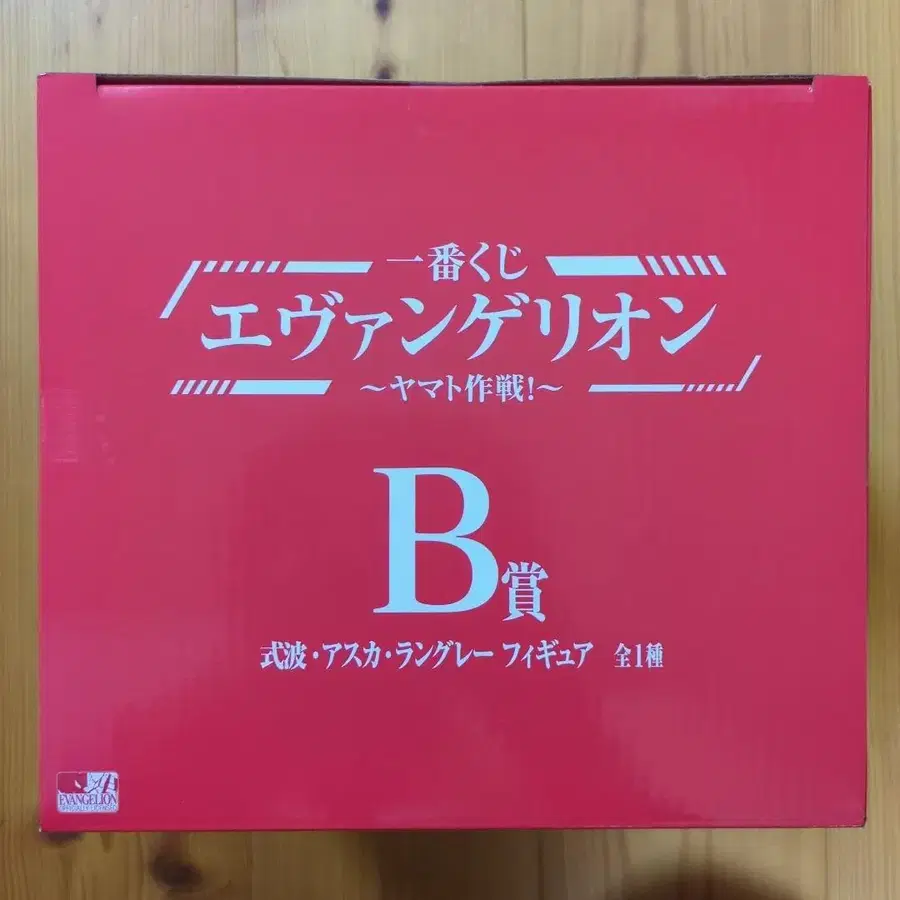 一番くじ
エヴァンゲリオン
～ヤマト作戦!～
B賞
式波・アスカ・ラングレー フィギュア 全1種
EVANGELION